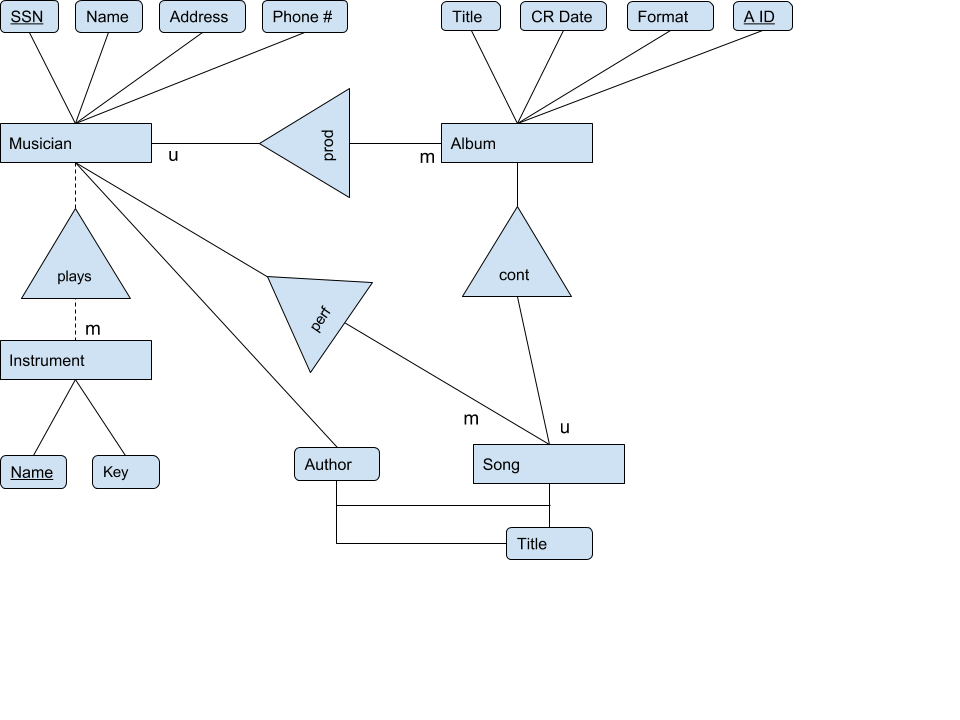 SSN
Name
Address
Phone #
Title
CR Date
Format
A ID
Musician
u
prod
m
Album
plays
cont
perf
m
Instrument
m
u
Name
Key
Author
Song
Title